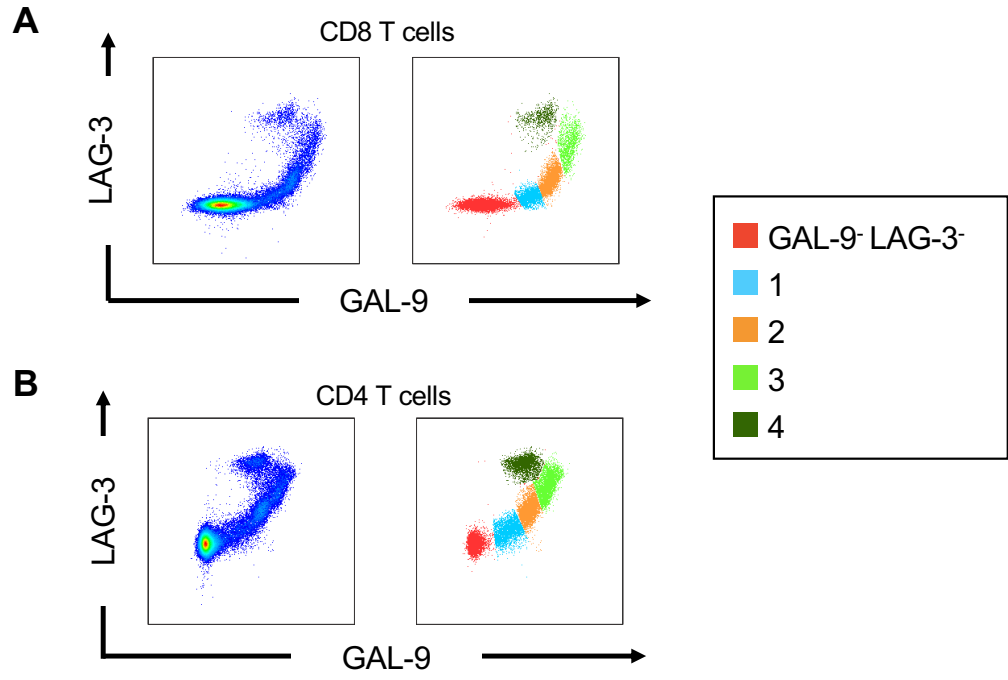 A
CD8 T cells
LAG-3
GAL-9
B
CD4 T cells
LAG-3
GAL-9
GAL-9⁻ LAG-3⁻
1
2
3
4